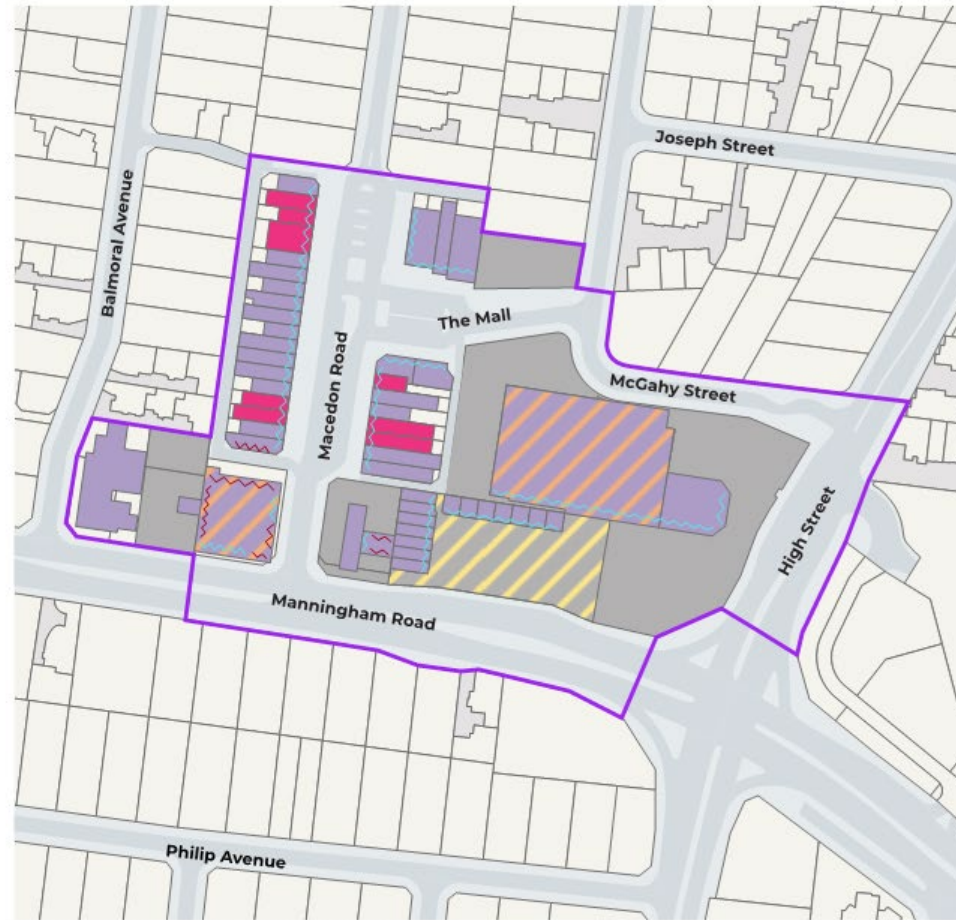 Joseph Street
Balmoral Avenue
The Mall
Macedon Road
McGahy Street
High Street
Manningham Road
Philip Avenue